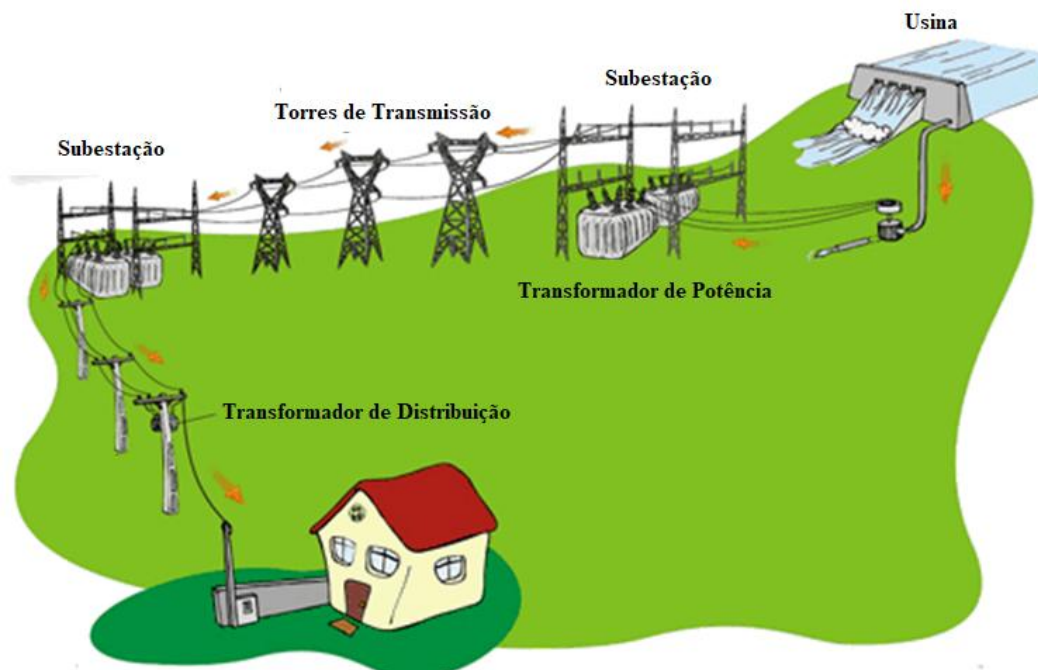 Usina
Subestação
Torres de Transmissão
Subestação
Transformador de Potência
Transformador de Distribuição